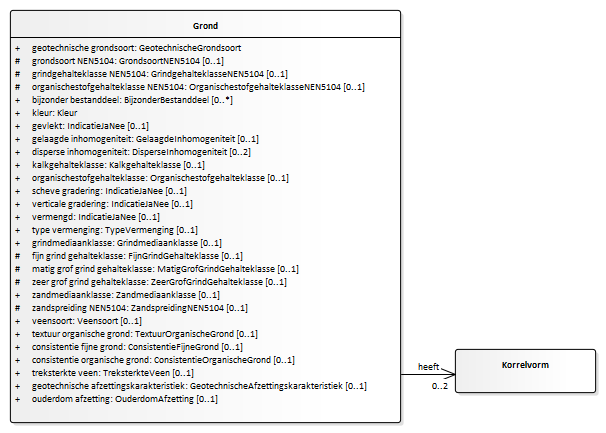 Grond
+ geotechnische grondsoort: GeotechnischeGrondsoort
# grondsoort NEN5104: GrondsoortNEN5104 [0..1]
# grindgehalteklasse NEN5104: GrindgehalteklasseNEN5104 [0..1]
# organischestofgehalteklasse NEN5104: OrganischestofgehalteklasseNEN5104 [0..1]
+ bijzonder bestanddeel: BijzonderBestanddeel [0..*]
+ kleur: Kleur
+ gevlekt: IndicatieJaNee [0..1]
+ gelaagde inhomogeniteit: GelaagdeInhomogeniteit [0..1]
+ disperse inhomogeniteit: DisperseInhomogeniteit [0..2]
+ kalkgehalteklasse: Kalkgehalteklasse [0..1]
+ organischestofgehalteklasse: Organischestofgehalteklasse [0..1]
+ scheve gradering: IndicatieJaNee [0..1]
+ verticale gradering: IndicatieJaNee [0..1]
+ vermengd: IndicatieJaNee [0..1]
+ type vermenging: TypeVermenging [0..1]
+ grindmediaanklasse: Grindmediaanklasse [0..1]
# fijn grind gehalteklasse: FijnGrindGehalteklasse [0..1]
# matig grof grind gehalteklasse: MatigGrofGrindGehalteklasse [0..1]
# zeer grof grind gehalteklasse: ZeerGrofGrindGehalteklasse [0..1]
+ zandmediaanklasse: Zandmediaanklasse [0..1]
# zandspreiding NEN5104: ZandspreidingNEN5104 [0..1]
+ veensoort: Veensoort [0..1]
+ textuur organische grond: TextuurOrganischeGrond [0..1]
+ consistentie fijne grond: ConsistentieFijneGrond [0..1]
+ consistentie organische grond: ConsistentieOrganischeGrond [0..1]
+ treksterkte veen: TreksterkteVeen [0..1]
+ geotechnische afzettingskarakteristiek: GeotechnischeAfzettingskarakteristiek [0..1]
+ ouderdom afzetting: OuderdomAfzetting [0..1]
heeft
0..2
Korrelvorm